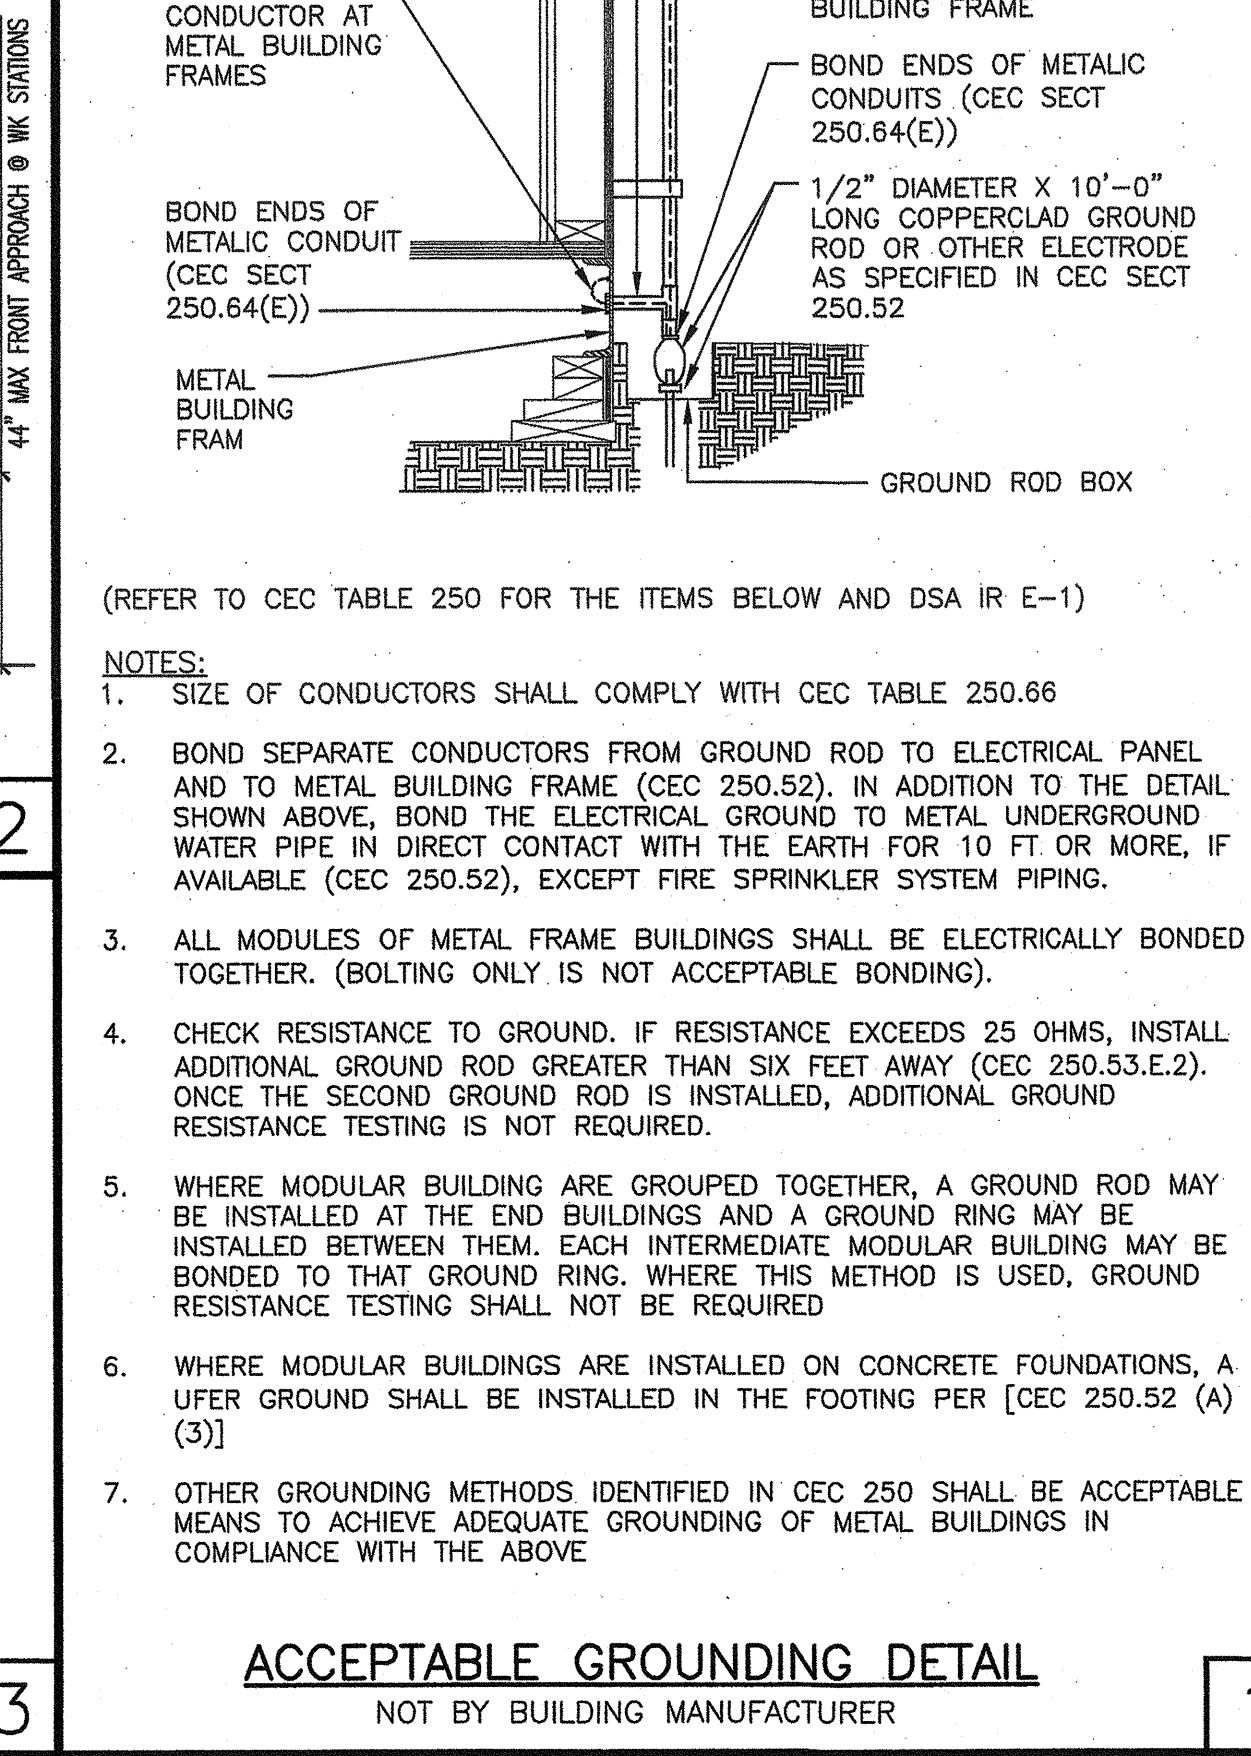 44" MAX FRONT APPROACH @ WK STATIONS
CONDUCTOR AT
METAL BUILDING
FRAMES
BOND ENDS OF
METALIC CONDUIT
(CEC SECT
250.64(E))
METAL
BUILDING
FRAM
BUILDING FRAME
BOND ENDS OF METALIC
CONDUITS (CEC SECT
250.64(E))
1/2" DIAMETER X 10'-0"
LONG COPPERCLAD GROUND
ROD OR OTHER ELECTRODE
AS SPECIFIED IN CEC SECT
250.52
GROUND ROD BOX
(REFER TO CEC TABLE 250 FOR THE ITEMS BELOW AND DSA IR E-1)
NOTES:
1. SIZE OF CONDUCTORS SHALL COMPLY WITH CEC TABLE 250.66
2. BOND SEPARATE CONDUCTORS FROM GROUND ROD TO ELECTRICAL PANEL
AND TO METAL BUILDING FRAME (CEC 250.52). IN ADDITION TO THE DETAIL
SHOWN ABOVE, BOND THE ELECTRICAL GROUND TO METAL UNDERGROUND
WATER PIPE IN DIRECT CONTACT WITH THE EARTH FOR 10 FT. OR MORE, IF
AVAILABLE (CEC 250.52), EXCEPT FIRE SPRINKLER SYSTEM PIPING.
3. ALL MODULES OF METAL FRAME BUILDINGS SHALL BE ELECTRICALLY BONDED
TOGETHER. (BOLTING ONLY IS NOT ACCEPTABLE BONDING).
4. CHECK RESISTANCE TO GROUND. IF RESISTANCE EXCEEDS 25 OHMS, INSTALL
ADDITIONAL GROUND ROD GREATER THAN SIX FEET AWAY (CEC 250.53.E.2).
ONCE THE SECOND GROUND ROD IS INSTALLED, ADDITIONAL GROUND
RESISTANCE TESTING IS NOT REQUIRED.
5. WHERE MODULAR BUILDING ARE GROUPED TOGETHER, A GROUND ROD MAY
BE INSTALLED AT THE END BUILDINGS AND A GROUND RING MAY BE
INSTALLED BETWEEN THEM. EACH INTERMEDIATE MODULAR BUILDING MAY BE
BONDED TO THAT GROUND RING. WHERE THIS METHOD IS USED, GROUND
RESISTANCE TESTING SHALL NOT BE REQUIRED
6. WHERE MODULAR BUILDINGS ARE INSTALLED ON CONCRETE FOUNDATIONS, A
UFER GROUND SHALL BE INSTALLED IN THE FOOTING PER [CEC 250.52 (A)
(3)]
7. OTHER GROUNDING METHODS IDENTIFIED IN CEC 250 SHALL BE ACCEPTABLE
MEANS TO ACHIEVE ADEQUATE GROUNDING OF METAL BUILDINGS IN
COMPLIANCE WITH THE ABOVE
ACCEPTABLE GROUNDING DETAIL
NOT BY BUILDING MANUFACTURER
2
3